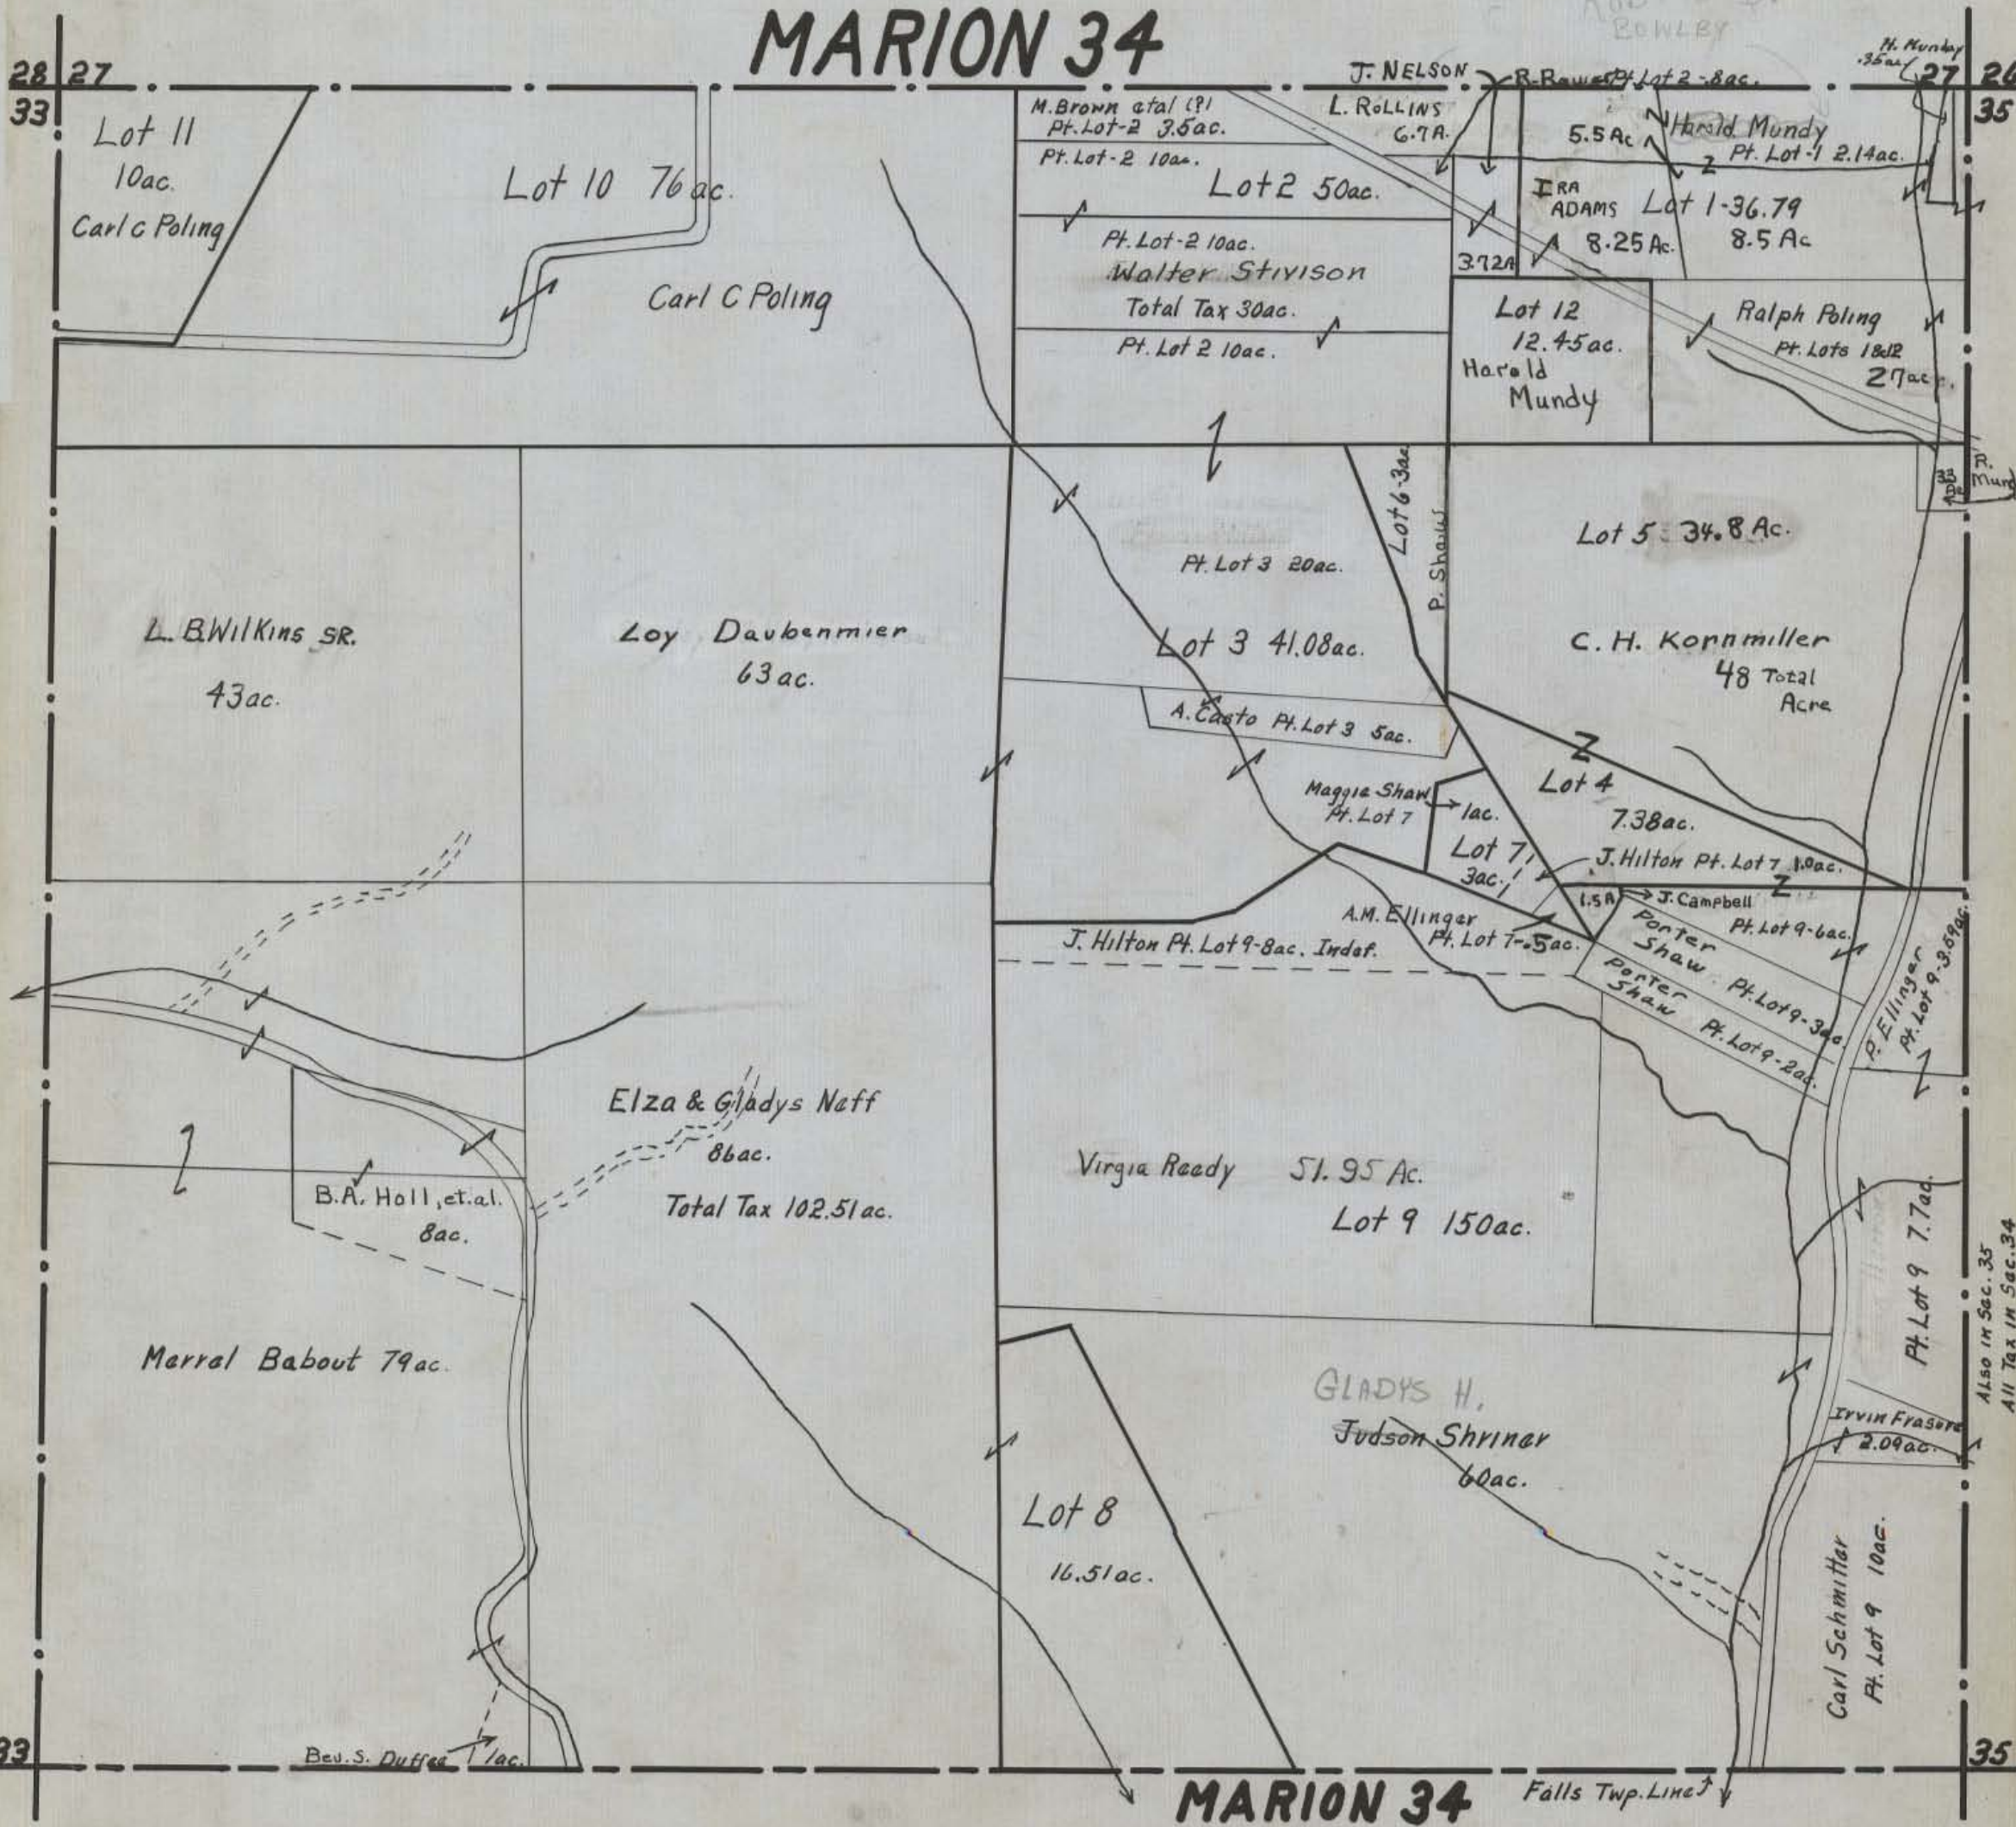 MARION 34
BOWLBY
28 27
33
27 26
35
H. Munday
.35ac
J. NELSON
Pt. Lot 2-.8ac.
Lot 11
10ac.
Carl C Poling
Lot 10 76 ac.
Carl C Poling
M. Brown etal (?)
Pt. Lot-2 3.5ac.
Pt. Lot-2 10ac.
Lot 2 50ac.
Pt. Lot-2 10ac.
Walter Stivison
Total Tax 30ac.
Pt. Lot 2 10ac.
L. ROLLINS
6.7A.
5.5 Ac
Harold Mundy
Pt. Lot-1 2.14ac.
IRA
ADAMS
8.25 Ac.
Lot 1-36.79
8.5 Ac
3.72A
Lot 12
12.45ac.
Harold
Mundy
Ralph Poling
Pt. Lots 1&12
27ac.
L. B. Wilkins SR.
43ac.
Loy Daubenmier
63ac.
Pt. Lot 3 20ac.
Lot 3 41.08ac.
A. Casto Pt. Lot 3 5ac.
Lot 6-3ac.
P. Shaw
Lot 5 34.8 Ac.
C. H. Kornmiller
48 Total
Acre
.33
R.
Lot 4
7.38ac.
Maggie Shaw
Pt. Lot 7
1ac.
Lot 7
3ac.
J. Hilton Pt. Lot 7 1.0ac.
A.M. Ellinger
Pt. Lot 7-.5ac.
J. Hilton Pt. Lot 9-8ac. Indef.
1.5A
J. Campbell
Pt. Lot 9-6ac.
Porter
Shaw Pt. Lot 9-3ac.
Porter
Shaw Pt. Lot 9-2ac.
P. Ellinger
Pt. Lot 9-3.59ac.
Elza & Gladys Neff
86ac.
Total Tax 102.51ac.
B.A. Holl, et.al.
8ac.
Merrel Babout 79ac.
Virgia Reedy 51.95 Ac.
Lot 9 150ac.
Pt. Lot 9 7.7ac.
Also in Sec. 35
All Tax in Sec. 34
GLADYS H.
Judson Shriner
60ac.
Irvin Frasure
2.09ac.
Lot 8
16.51ac.
Carl Schmitter
Pt. Lot 9 10ac.
33
Bev. S. Duffee 1ac.
35
MARION 34
Falls Twp. Line